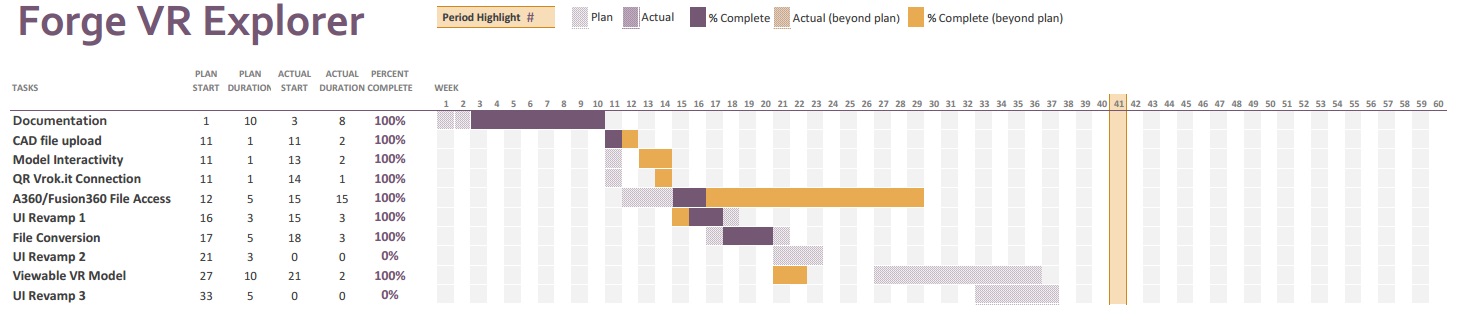 Forge VR Explorer
Period Highlight # Plan Actual % Complete Actual (beyond plan) % Complete (beyond plan)
PLAN PLAN ACTUAL ACTUAL PERCENT
TASKS START DURATION START DURATION COMPLETE WEEK
1 2 3 4 5 6 7 8 9 10 11 12 13 14 15 16 17 18 19 20 21 22 23 24 25 26 27 28 29 30 31 32 33 34 35 36 37 38 39 40 41 42 43 44 45 46 47 48 49 50 51 52 53 54 55 56 57 58 59 60
Documentation 1 10 3 8 100%
CAD file upload 11 1 11 2 100%
Model Interactivity 11 1 13 2 100%
QR Vrok.it Connection 11 1 14 1 100%
A360/Fusion360 File Access 12 5 15 15 100%
UI Revamp 1 16 3 15 3 100%
File Conversion 17 5 18 3 100%
UI Revamp 2 21 3 0 0 0%
Viewable VR Model 27 10 21 2 100%
UI Revamp 3 33 5 0 0 0%